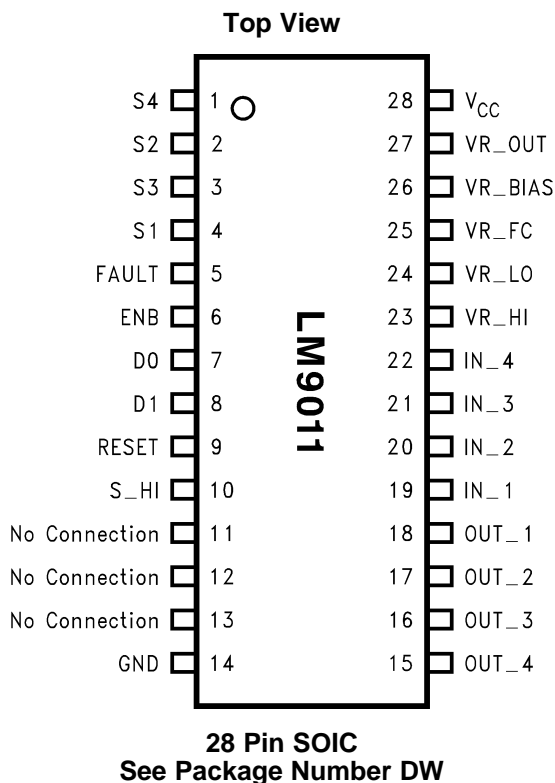 Top View
S4 1 28 VCC
S2 2 27 VR_OUT
S3 3 26 VR_BIAS
S1 4 25 VR_FC
FAULT 5 24 VR_LO
ENB 6 23 VR_HI
D0 7 22 IN_4
D1 8 21 IN_3
RESET 9 20 IN_2
S_HI 10 19 IN_1
No Connection 11 18 OUT_1
No Connection 12 17 OUT_2
No Connection 13 16 OUT_3
GND 14 15 OUT_4
LM9011
28 Pin SOIC
See Package Number DW